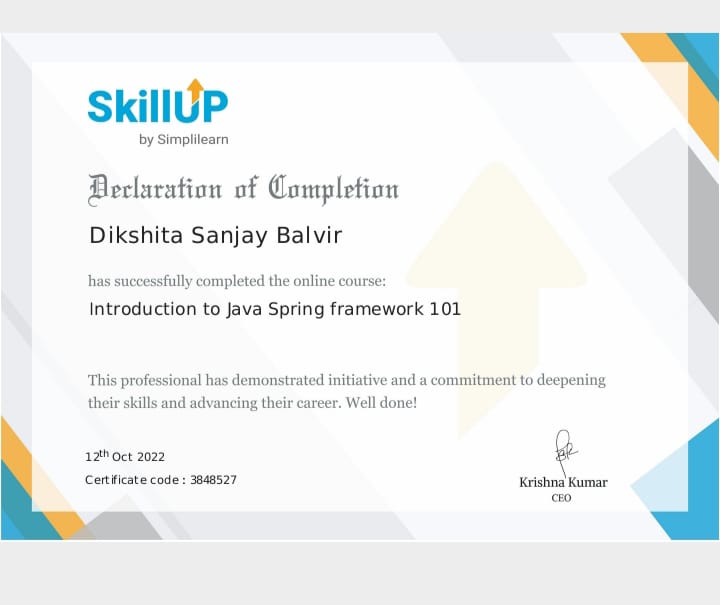 SkillUP
by Simplilearn
Declaration of Completion
Dikshita Sanjay Balvir
has successfully completed the online course:
Introduction to Java Spring framework 101
This professional has demonstrated initiative and a commitment to deepening
their skills and advancing their career. Well done!
12th Oct 2022
Certificate code : 3848527
Krishna Kumar
CEO